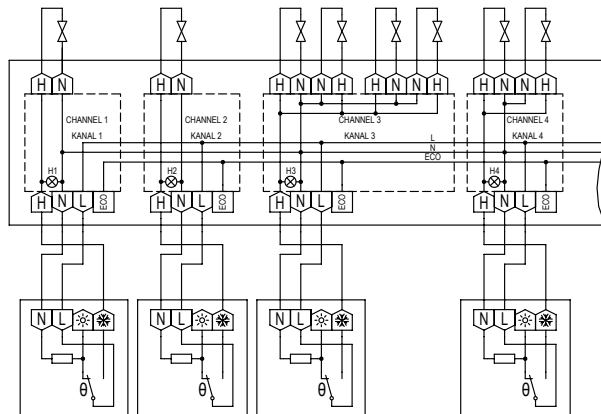 H N H N H N N H H N N H H N N H
CHANNEL 1 CHANNEL 2 CHANNEL 3 CHANNEL 4
KANAL 1 KANAL 2 KANAL 3 KANAL 4
L
N
ECO
H1 H2 H3 H4
H N L ECO H N L ECO H N L ECO H N L ECO
N L N L N L N L
θ θ θ θ